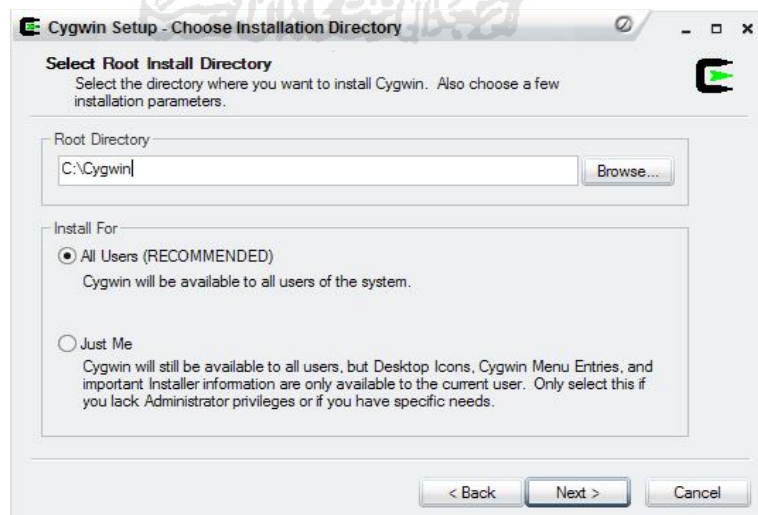 Cygwin Setup - Choose Installation Directory
Select Root Install Directory
Select the directory where you want to install Cygwin. Also choose a few
installation parameters.
Root Directory
C:\Cygwin
Browse...
Install For
All Users (RECOMMENDED)
Cygwin will be available to all users of the system.
Just Me
Cygwin will still be available to all users, but Desktop Icons, Cygwin Menu Entries, and
important Installer information are only available to the current user. Only select this if
you lack Administrator privileges or if you have specific needs.
< Back
Next >
Cancel